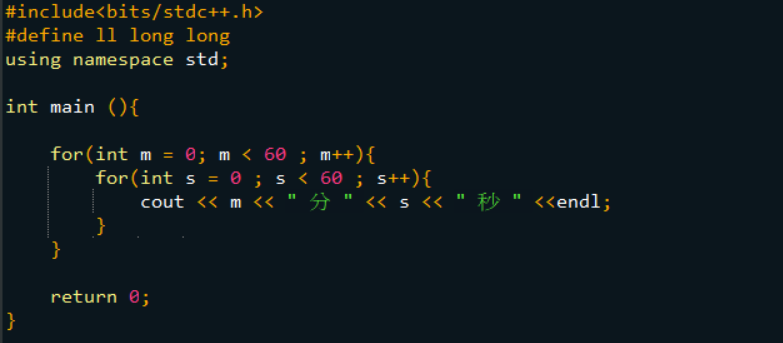 #include<bits/stdc++.h>
#define ll long long
using namespace std;
int main (){
for(int m = 0; m < 60 ; m++){
for(int s = 0 ; s < 60 ; s++){
cout << m << " 分 " << s << " 秒 " <<endl;
}
}
return 0;
}